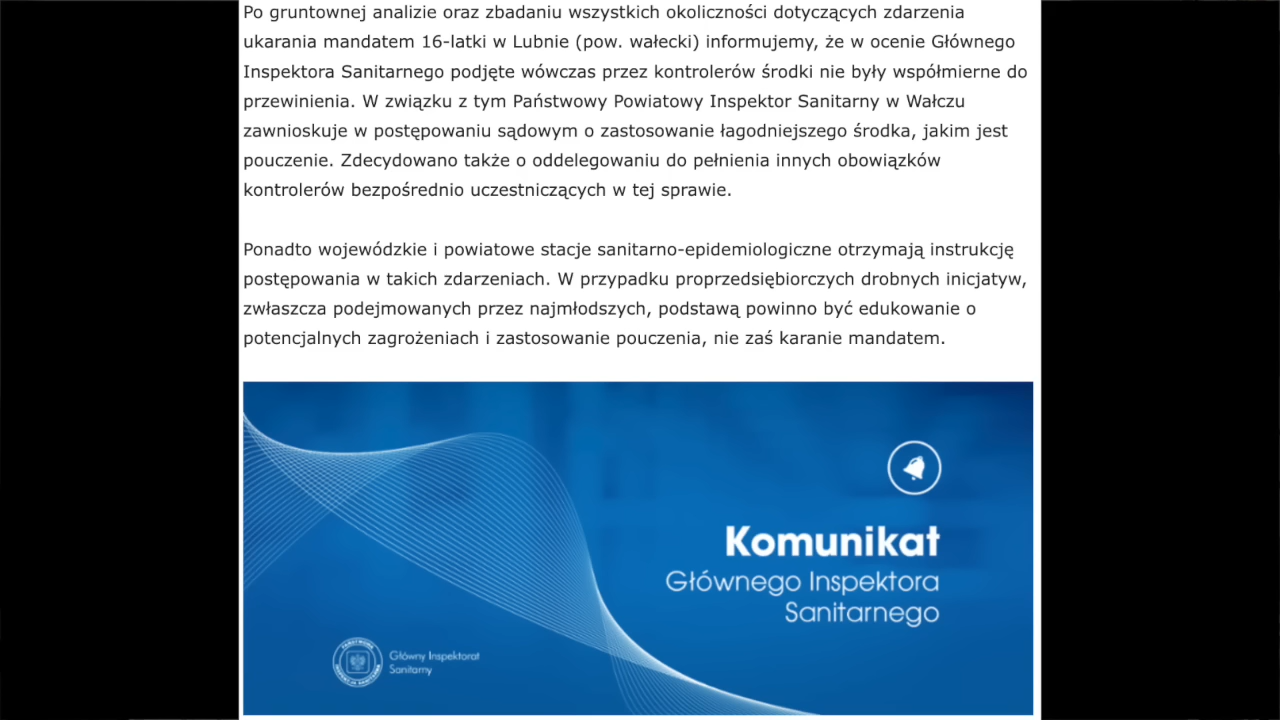 Po gruntownej analizie oraz zbadaniu wszystkich okoliczności dotyczących zdarzenia
ukarania mandatem 16-latki w Lubnie (pow. wałecki) informujemy, że w ocenie Głównego
Inspektora Sanitarnego podjęte wówczas przez kontrolerów środki nie były współmierne do
przewinienia. W związku z tym Państwowy Powiatowy Inspektor Sanitarny w Wałczu
zawnioskuje w postępowaniu sądowym o zastosowanie łagodniejszego środka, jakim jest
pouczenie. Zdecydowano także o oddelegowaniu do pełnienia innych obowiązków
kontrolerów bezpośrednio uczestniczących w tej sprawie.
Ponadto wojewódzkie i powiatowe stacje sanitarno-epidemiologiczne otrzymają instrukcję
postępowania w takich zdarzeniach. W przypadku proprzedsiębiorczych drobnych inicjatyw,
zwłaszcza podejmowanych przez najmłodszych, podstawą powinno być edukowanie o
potencjalnych zagrożeniach i zastosowanie pouczenia, nie zaś karanie mandatem.
Komunikat
Głównego Inspektora
Sanitarnego
Główny Inspektorat
Sanitarny